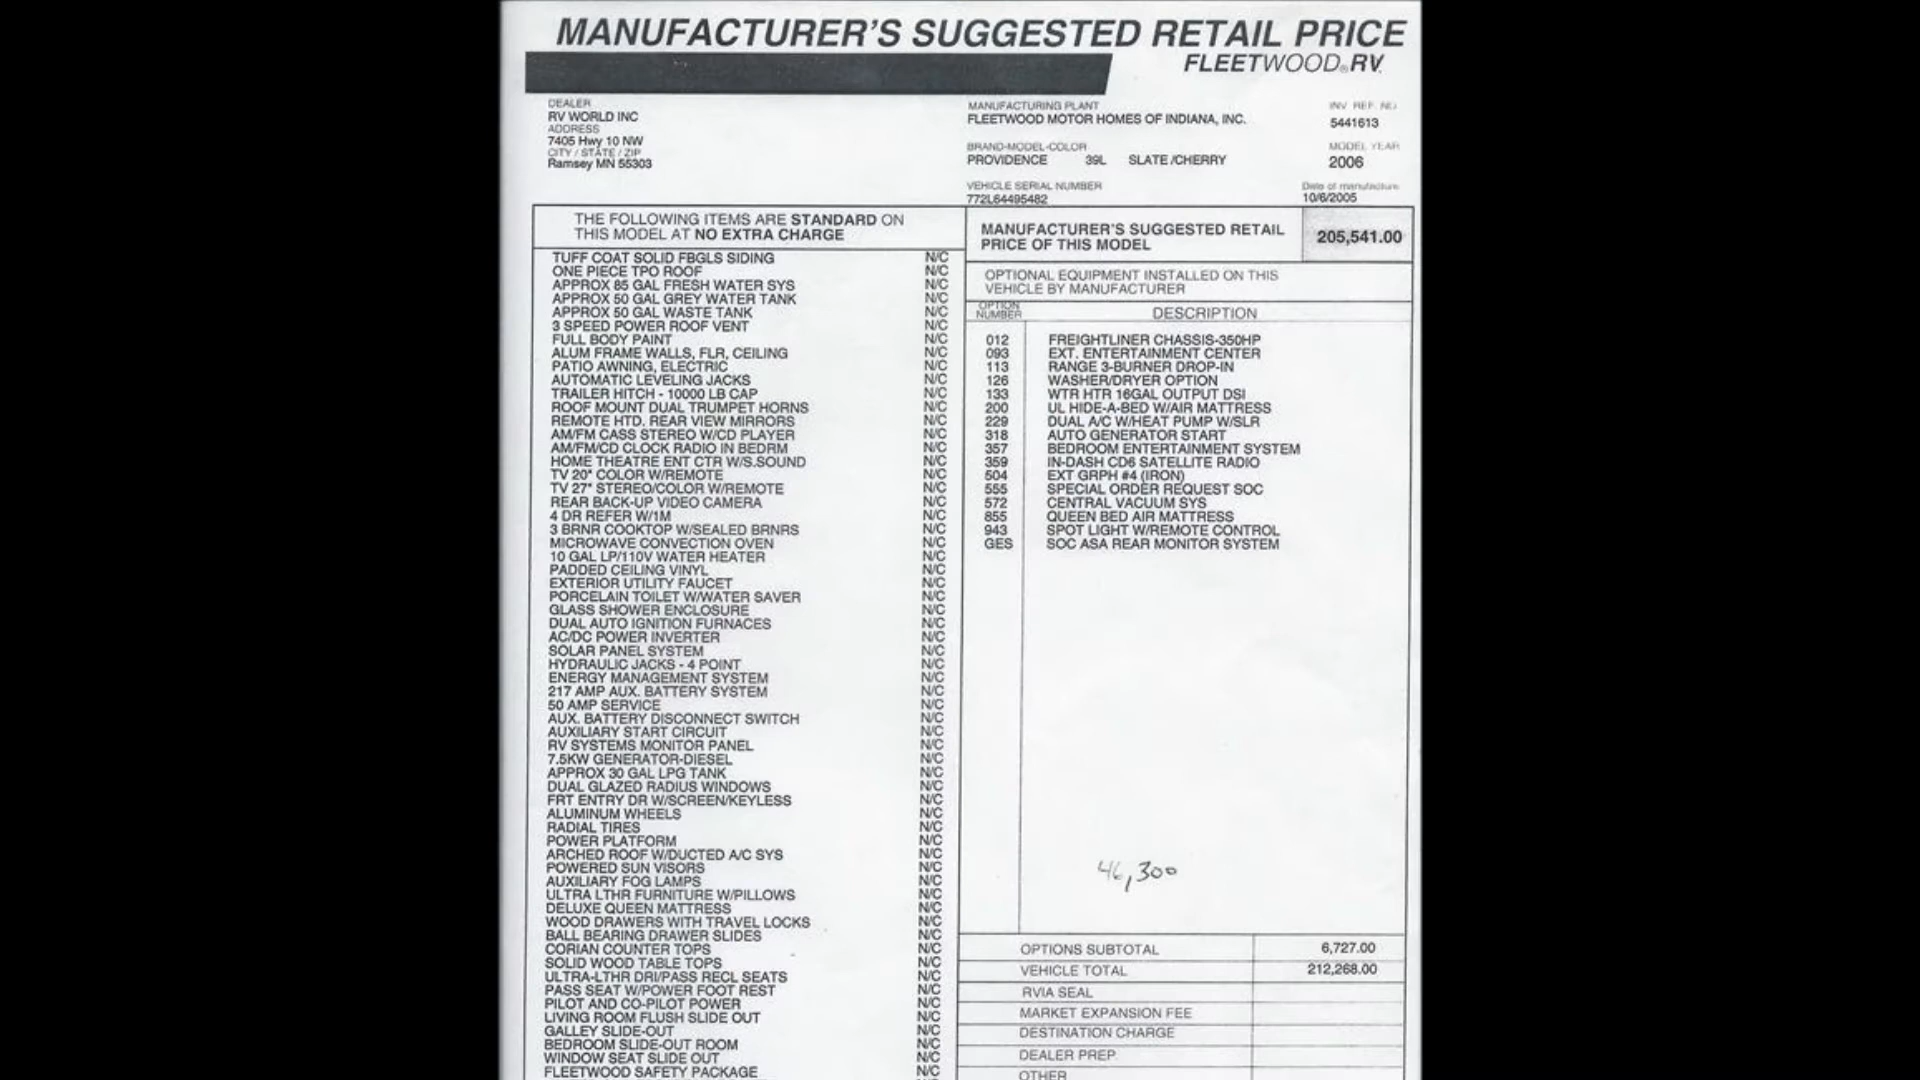 MANUFACTURER'S SUGGESTED RETAIL PRICE
FLEETWOOD® RV
DEALER
RV WORLD INC
ADDRESS
7405 Hwy 10 NW
CITY / STATE / ZIP
Ramsey MN 55303
MANUFACTURING PLANT
FLEETWOOD MOTOR HOMES OF INDIANA, INC.
INV. REF. NO.
5441613
BRAND-MODEL-COLOR
PROVIDENCE 39L SLATE /CHERRY
MODEL YEAR
2006
VEHICLE SERIAL NUMBER
772L64495482
Date of manufacture
10/6/2005
THE FOLLOWING ITEMS ARE STANDARD ON
THIS MODEL AT NO EXTRA CHARGE
TUFF COAT SOLID FBGLS SIDING N/C
ONE PIECE TPO ROOF N/C
APPROX 85 GAL FRESH WATER SYS N/C
APPROX 50 GAL GREY WATER TANK N/C
APPROX 50 GAL WASTE TANK N/C
3 SPEED POWER ROOF VENT N/C
FULL BODY PAINT N/C
ALUM FRAME WALLS, FLR, CEILING N/C
PATIO AWNING, ELECTRIC N/C
AUTOMATIC LEVELING JACKS N/C
TRAILER HITCH - 10000 LB CAP N/C
ROOF MOUNT DUAL TRUMPET HORNS N/C
REMOTE HTD. REAR VIEW MIRRORS N/C
AM/FM CASS STEREO W/CD PLAYER N/C
AM/FM/CD CLOCK RADIO IN BEDRM N/C
HOME THEATRE ENT CTR W/S.SOUND N/C
TV 20" COLOR W/REMOTE N/C
TV 27" STEREO/COLOR W/REMOTE N/C
REAR BACK-UP VIDEO CAMERA N/C
4 DR REFER W/1M N/C
3 BRNR COOKTOP W/SEALED BRNRS N/C
MICROWAVE CONVECTION OVEN N/C
10 GAL LP/110V WATER HEATER N/C
PADDED CEILING VINYL N/C
EXTERIOR UTILITY FAUCET N/C
PORCELAIN TOILET W/WATER SAVER N/C
GLASS SHOWER ENCLOSURE N/C
DUAL AUTO IGNITION FURNACES N/C
AC/DC POWER INVERTER N/C
SOLAR PANEL SYSTEM N/C
HYDRAULIC JACKS - 4 POINT N/C
ENERGY MANAGEMENT SYSTEM N/C
217 AMP AUX. BATTERY SYSTEM N/C
50 AMP SERVICE N/C
AUX. BATTERY DISCONNECT SWITCH N/C
AUXILIARY START CIRCUIT N/C
RV SYSTEMS MONITOR PANEL N/C
7.5KW GENERATOR-DIESEL N/C
APPROX 30 GAL LPG TANK N/C
DUAL GLAZED RADIUS WINDOWS N/C
FRT ENTRY DR W/SCREEN/KEYLESS N/C
ALUMINUM WHEELS N/C
RADIAL TIRES N/C
POWER PLATFORM N/C
ARCHED ROOF W/DUCTED A/C SYS N/C
POWERED SUN VISORS N/C
AUXILIARY FOG LAMPS N/C
ULTRA LTHR FURNITURE W/PILLOWS N/C
DELUXE QUEEN MATTRESS N/C
WOOD DRAWERS WITH TRAVEL LOCKS N/C
BALL BEARING DRAWER SLIDES N/C
CORIAN COUNTER TOPS N/C
SOLID WOOD TABLE TOPS N/C
ULTRA-LTHR DRI/PASS RECL SEATS N/C
PASS SEAT W/POWER FOOT REST N/C
PILOT AND CO-PILOT POWER N/C
LIVING ROOM FLUSH SLIDE OUT N/C
GALLEY SLIDE-OUT N/C
BEDROOM SLIDE-OUT ROOM N/C
WINDOW SEAT SLIDE OUT N/C
FLEETWOOD SAFETY PACKAGE N/C
MANUFACTURER'S SUGGESTED RETAIL
PRICE OF THIS MODEL
205,541.00
OPTIONAL EQUIPMENT INSTALLED ON THIS
VEHICLE BY MANUFACTURER
OPTION
NUMBER
DESCRIPTION
012 FREIGHTLINER CHASSIS-350HP
093 EXT. ENTERTAINMENT CENTER
113 RANGE 3-BURNER DROP-IN
126 WASHER/DRYER OPTION
133 WTR HTR 16GAL OUTPUT DSI
200 UL HIDE-A-BED W/AIR MATTRESS
229 DUAL A/C W/HEAT PUMP W/SLR
318 AUTO GENERATOR START
357 BEDROOM ENTERTAINMENT SYSTEM
359 IN-DASH CD6 SATELLITE RADIO
504 EXT GRPH #4 (IRON)
555 SPECIAL ORDER REQUEST SOC
572 CENTRAL VACUUM SYS
855 QUEEN BED AIR MATTRESS
943 SPOT LIGHT W/REMOTE CONTROL
GES SOC ASA REAR MONITOR SYSTEM
46,300
OPTIONS SUBTOTAL 6,727.00
VEHICLE TOTAL 212,268.00
RVIA SEAL
MARKET EXPANSION FEE
DESTINATION CHARGE
DEALER PREP.
OTHER